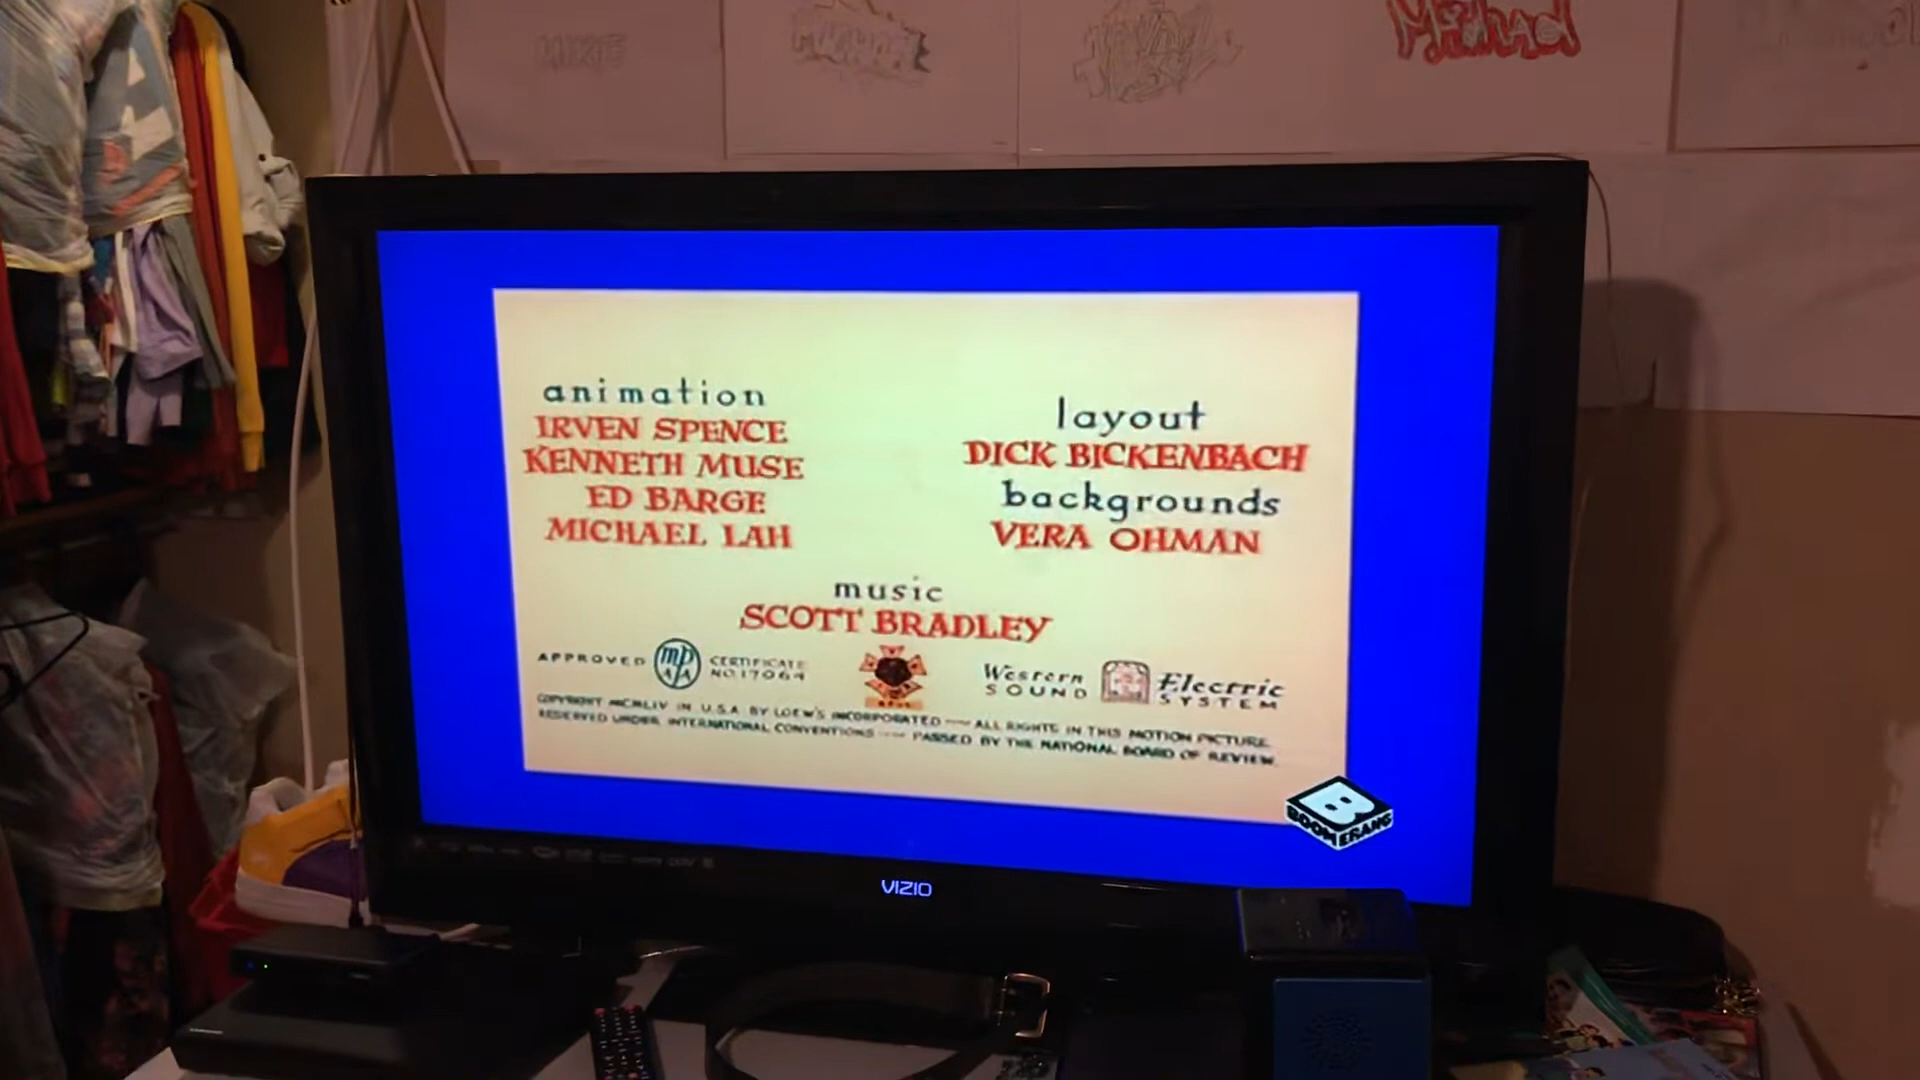 MIKE
Michael
animation
IRVEN SPENCE
KENNETH MUSE
ED BARGE
MICHAEL LAH
layout
DICK BICKENBACH
backgrounds
VERA OHMAN
music
SCOTT BRADLEY
APPROVED
MPAA
CERTIFICATE
NO. 17064
Western
SOUND
Electric
SYSTEM
COPYRIGHT MCMLIV IN U.S.A. BY LOEW'S INCORPORATED — ALL RIGHTS IN THIS MOTION PICTURE
RESERVED UNDER INTERNATIONAL CONVENTIONS — PASSED BY THE NATIONAL BOARD OF REVIEW.
B
BOOMERANG
VIZIO